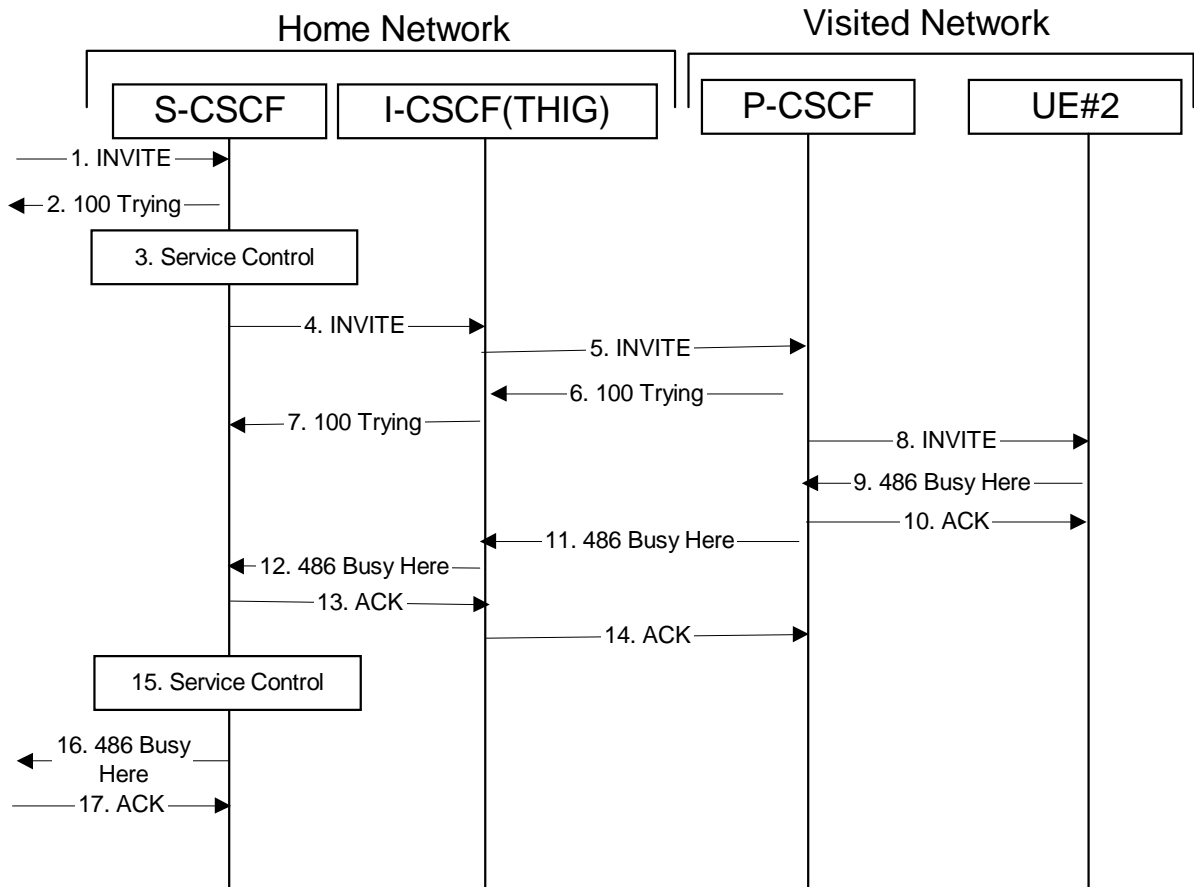 Home Network
Visited Network
S-CSCF
I-CSCF(THIG)
P-CSCF
UE#2
1. INVITE
2. 100 Trying
3. Service Control
4. INVITE
5. INVITE
6. 100 Trying
7. 100 Trying
8. INVITE
9. 486 Busy Here
10. ACK
11. 486 Busy Here
12. 486 Busy Here
13. ACK
14. ACK
15. Service Control
16. 486 Busy
Here
17. ACK